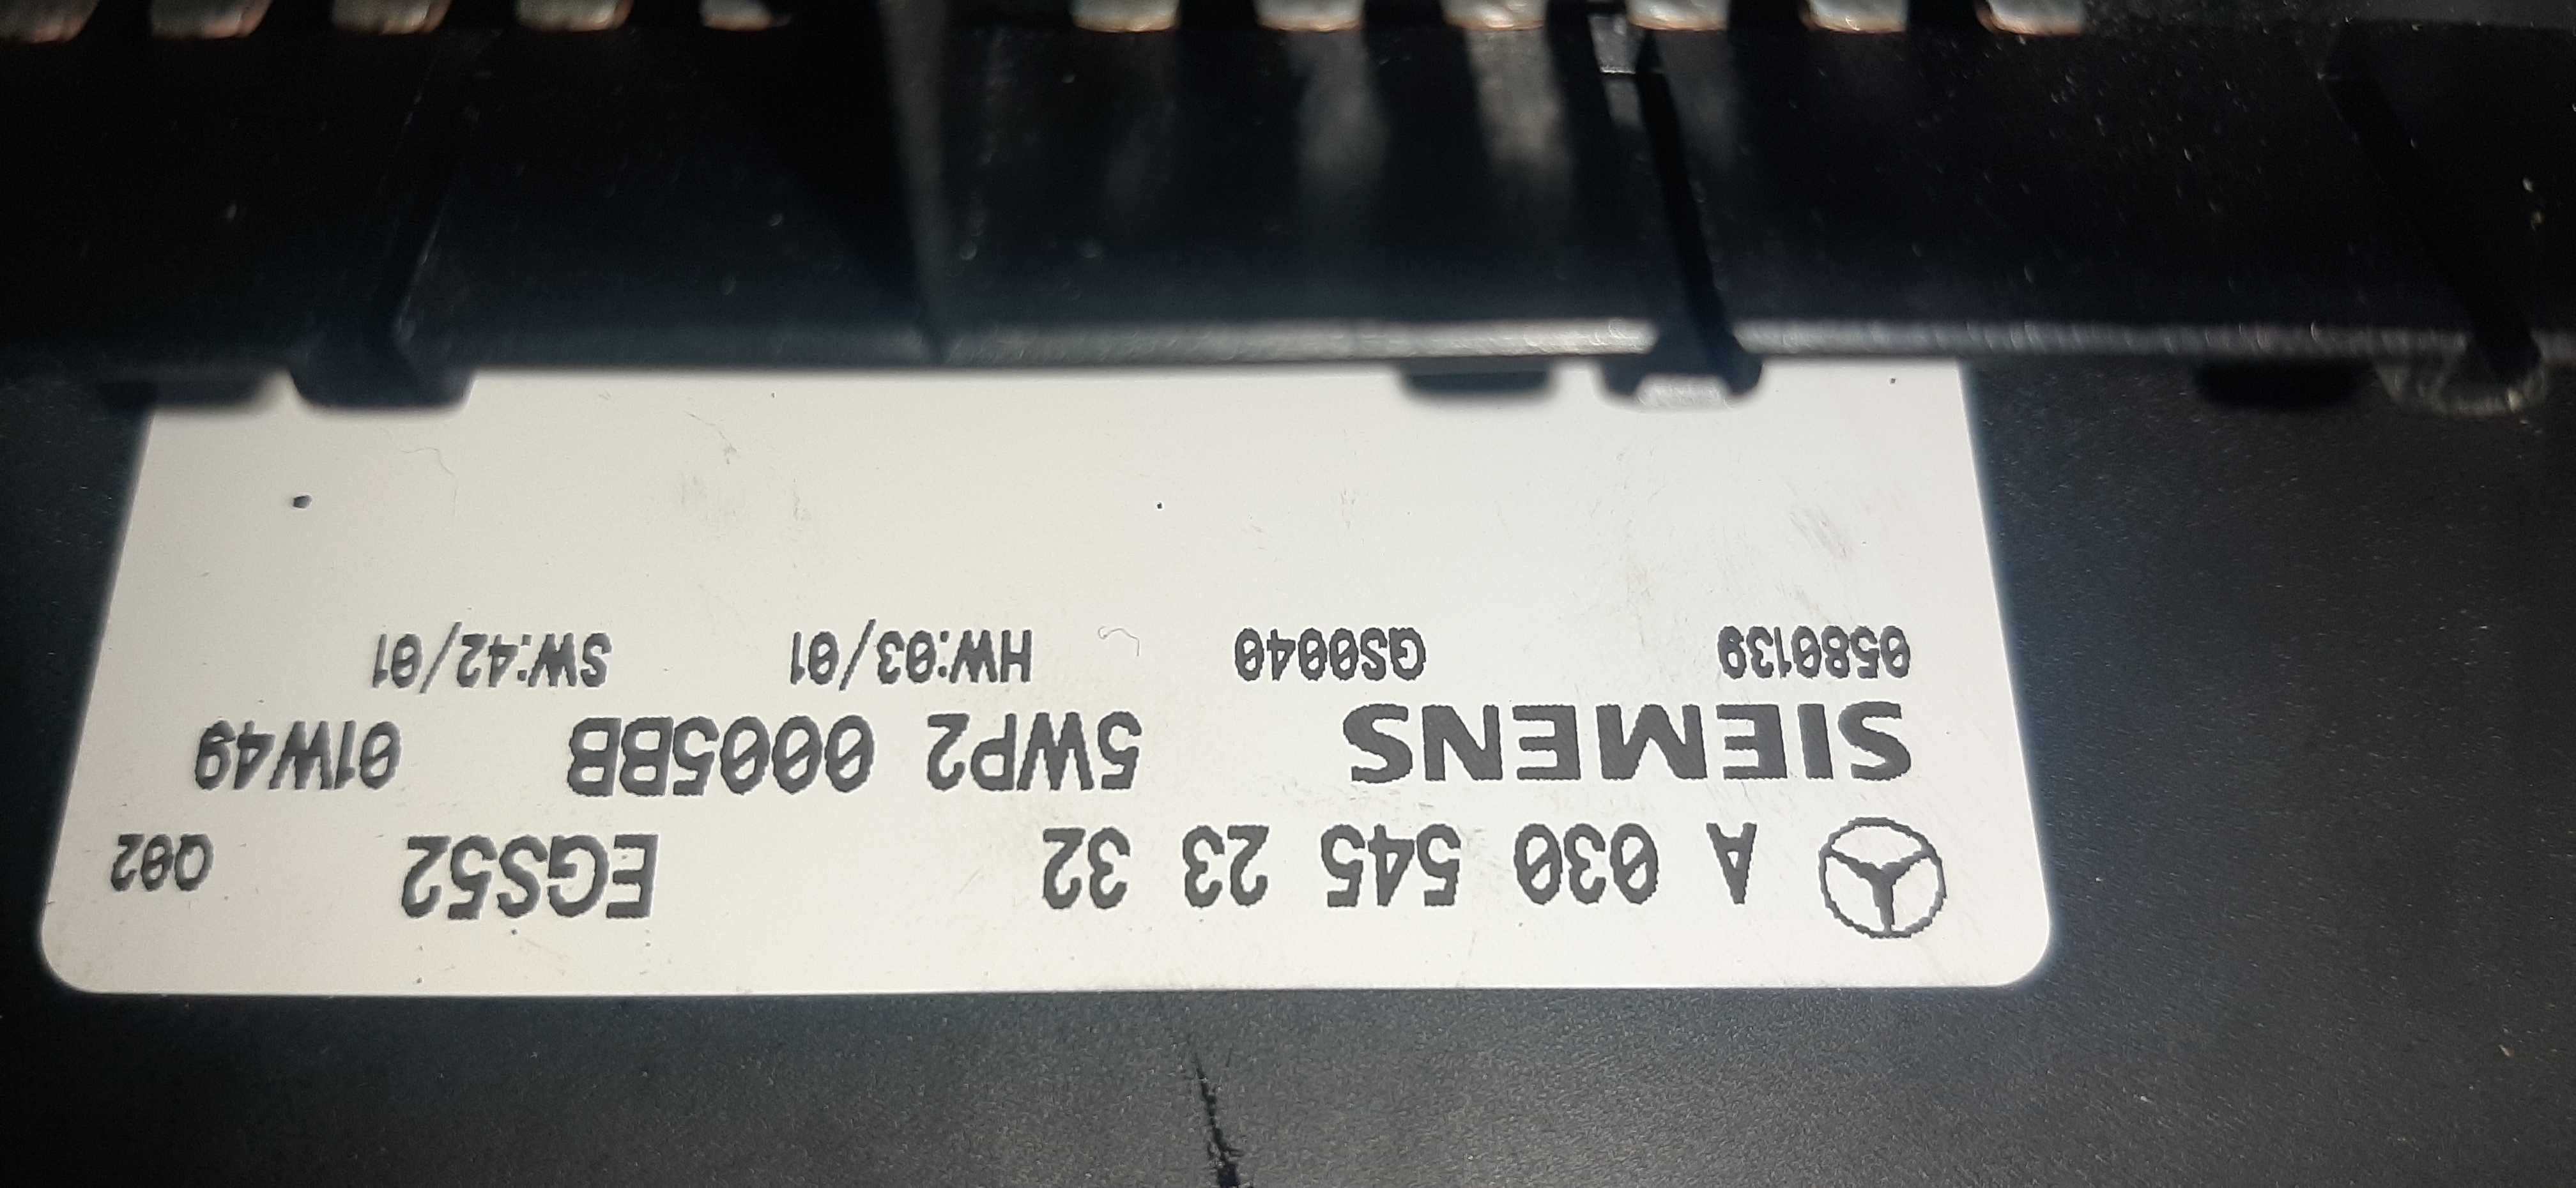 A 030 545 23 32 EGS52 Q02
SIEMENS 5WP2 0005BB 01W49
0580139 GS0040 HW:03/01 SW:42/01